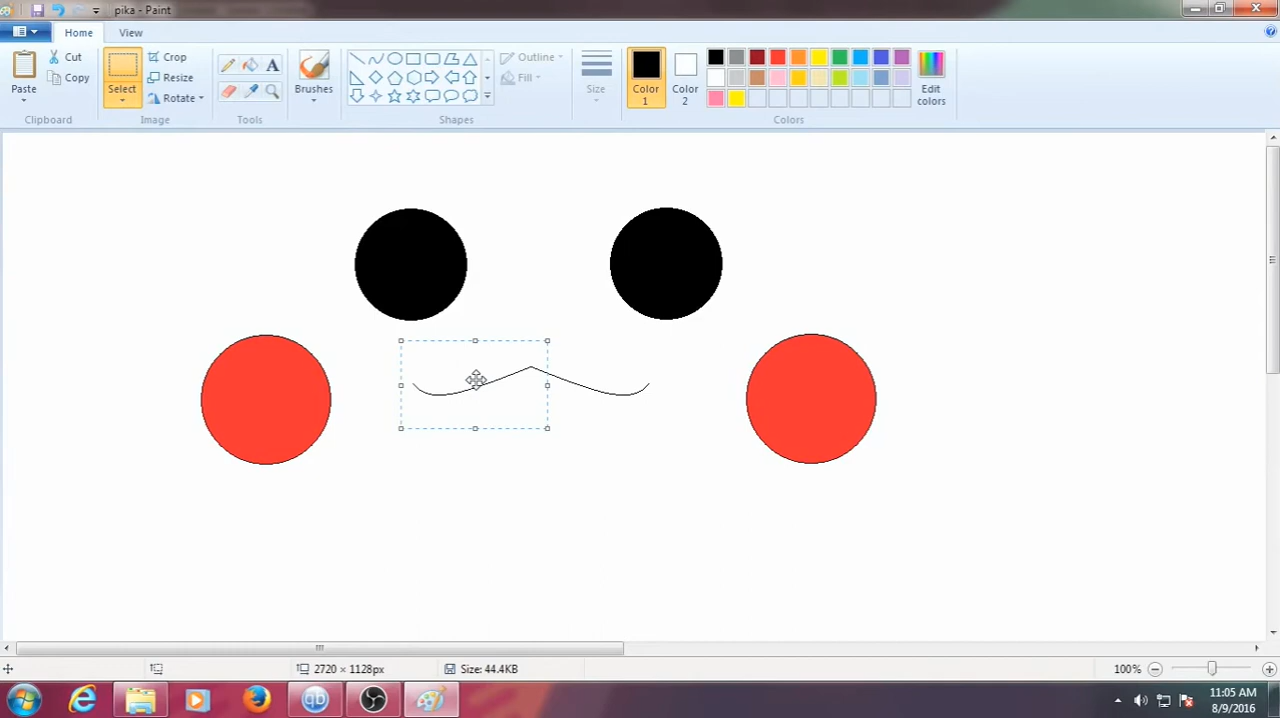 pika - Paint
Home View
Paste
Cut
Copy
Clipboard
Select
Crop
Resize
Rotate
Image
A
Tools
Brushes
Outline
Fill
Shapes
Size
Color 1
Color 2
Edit colors
Colors
2720 × 1128px
Size: 44.4KB
100%
qb
11:05 AM
8/9/2016